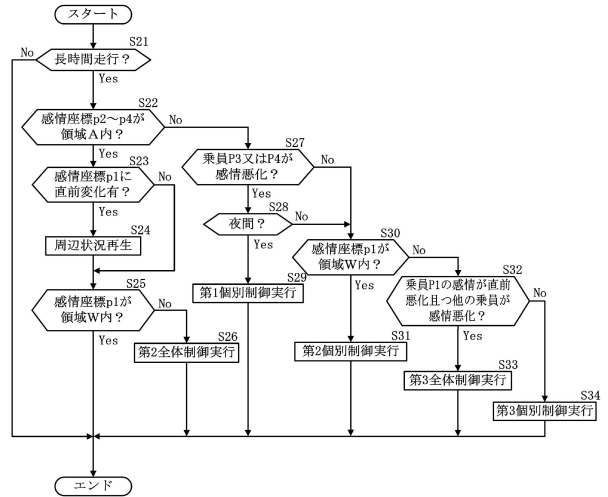 スタート
S21
長時間走行？
No
Yes
S22
感情座標p2～p4が
領域A内？
No
Yes
S23
感情座標p1に
直前変化有？
No
Yes
S24
周辺状況再生
S25
感情座標p1が
領域W内？
No
Yes
S26
第2全体制御実行
S27
乗員P3又はP4が
感情悪化？
No
Yes
S28
夜間？
No
Yes
S29
第1個別制御実行
S30
感情座標p1が
領域W内？
No
Yes
S31
第2個別制御実行
S32
乗員P1の感情が直前
悪化且つ他の乗員が
感情悪化？
No
Yes
S33
第3全体制御実行
S34
第3個別制御実行
エンド